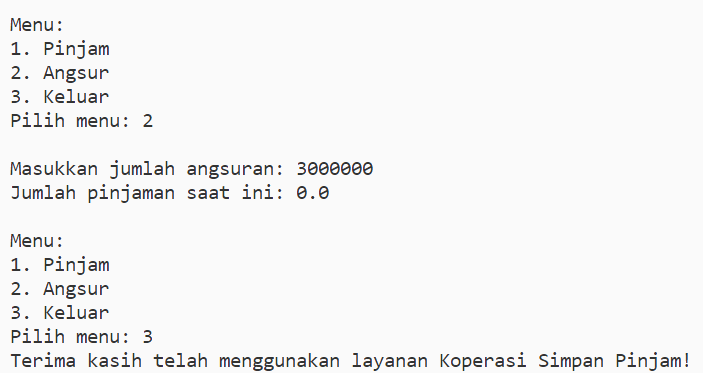 Menu:
1. Pinjam
2. Angsur
3. Keluar
Pilih menu: 2
Masukkan jumlah angsuran: 3000000
Jumlah pinjaman saat ini: 0.0
Menu:
1. Pinjam
2. Angsur
3. Keluar
Pilih menu: 3
Terima kasih telah menggunakan layanan Koperasi Simpan Pinjam!